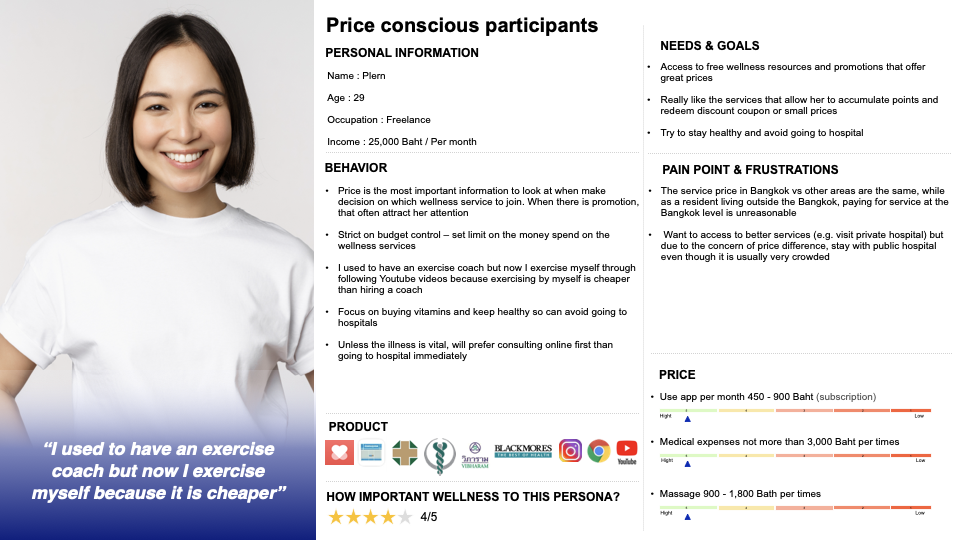 Price conscious participants
PERSONAL INFORMATION
Name : Plern
Age : 29
Occupation : Freelance
Income : 25,000 Baht / Per month
BEHAVIOR
• Price is the most important information to look at when make
decision on which wellness service to join. When there is promotion,
that often attract her attention
• Strict on budget control – set limit on the money spend on the
wellness services
• I used to have an exercise coach but now I exercise myself through
following Youtube videos because exercising by myself is cheaper
than hiring a coach
• Focus on buying vitamins and keep healthy so can avoid going to
hospitals
• Unless the illness is vital, will prefer consulting online first than
going to hospital immediately
PRODUCT
วิภาราม
VIBHARAM
BLACKMORES
THE BEST OF HEALTH
YouTube
HOW IMPORTANT WELLNESS TO THIS PERSONA?
4/5
“I used to have an exercise
coach but now I exercise
myself because it is cheaper”
NEEDS & GOALS
• Access to free wellness resources and promotions that offer
great prices
• Really like the services that allow her to accumulate points and
redeem discount coupon or small prices
• Try to stay healthy and avoid going to hospital
PAIN POINT & FRUSTRATIONS
• The service price in Bangkok vs other areas are the same, while
as a resident living outside the Bangkok, paying for service at the
Bangkok level is unreasonable
• Want to access to better services (e.g. visit private hospital) but
due to the concern of price difference, stay with public hospital
even though it is usually very crowded
PRICE
• Use app per month 450 - 900 Baht (subscription)
Hight Low
• Medical expenses not more than 3,000 Baht per times
Hight Low
• Massage 900 - 1,800 Bath per times
Hight Low